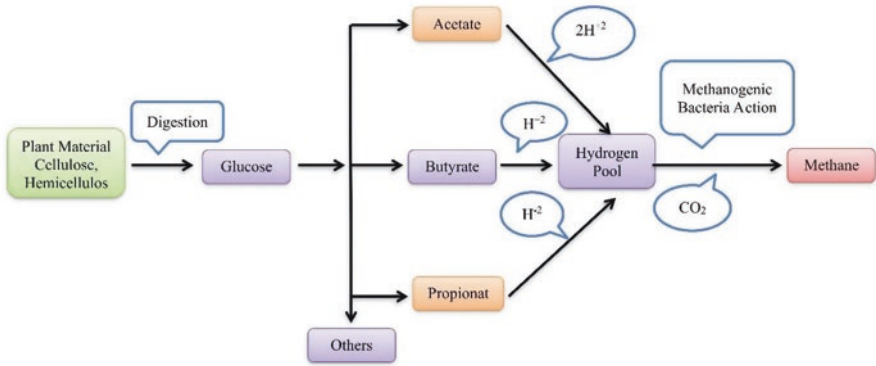 Acetate
2H⁺²
Methanogenic
Bacteria Action
Digestion
H⁻²
Plant Material
Cellulose,
Hemicellulos
Glucose
Butyrate
Hydrogen
Pool
Methane
H⁺²
CO₂
Propionat
Others